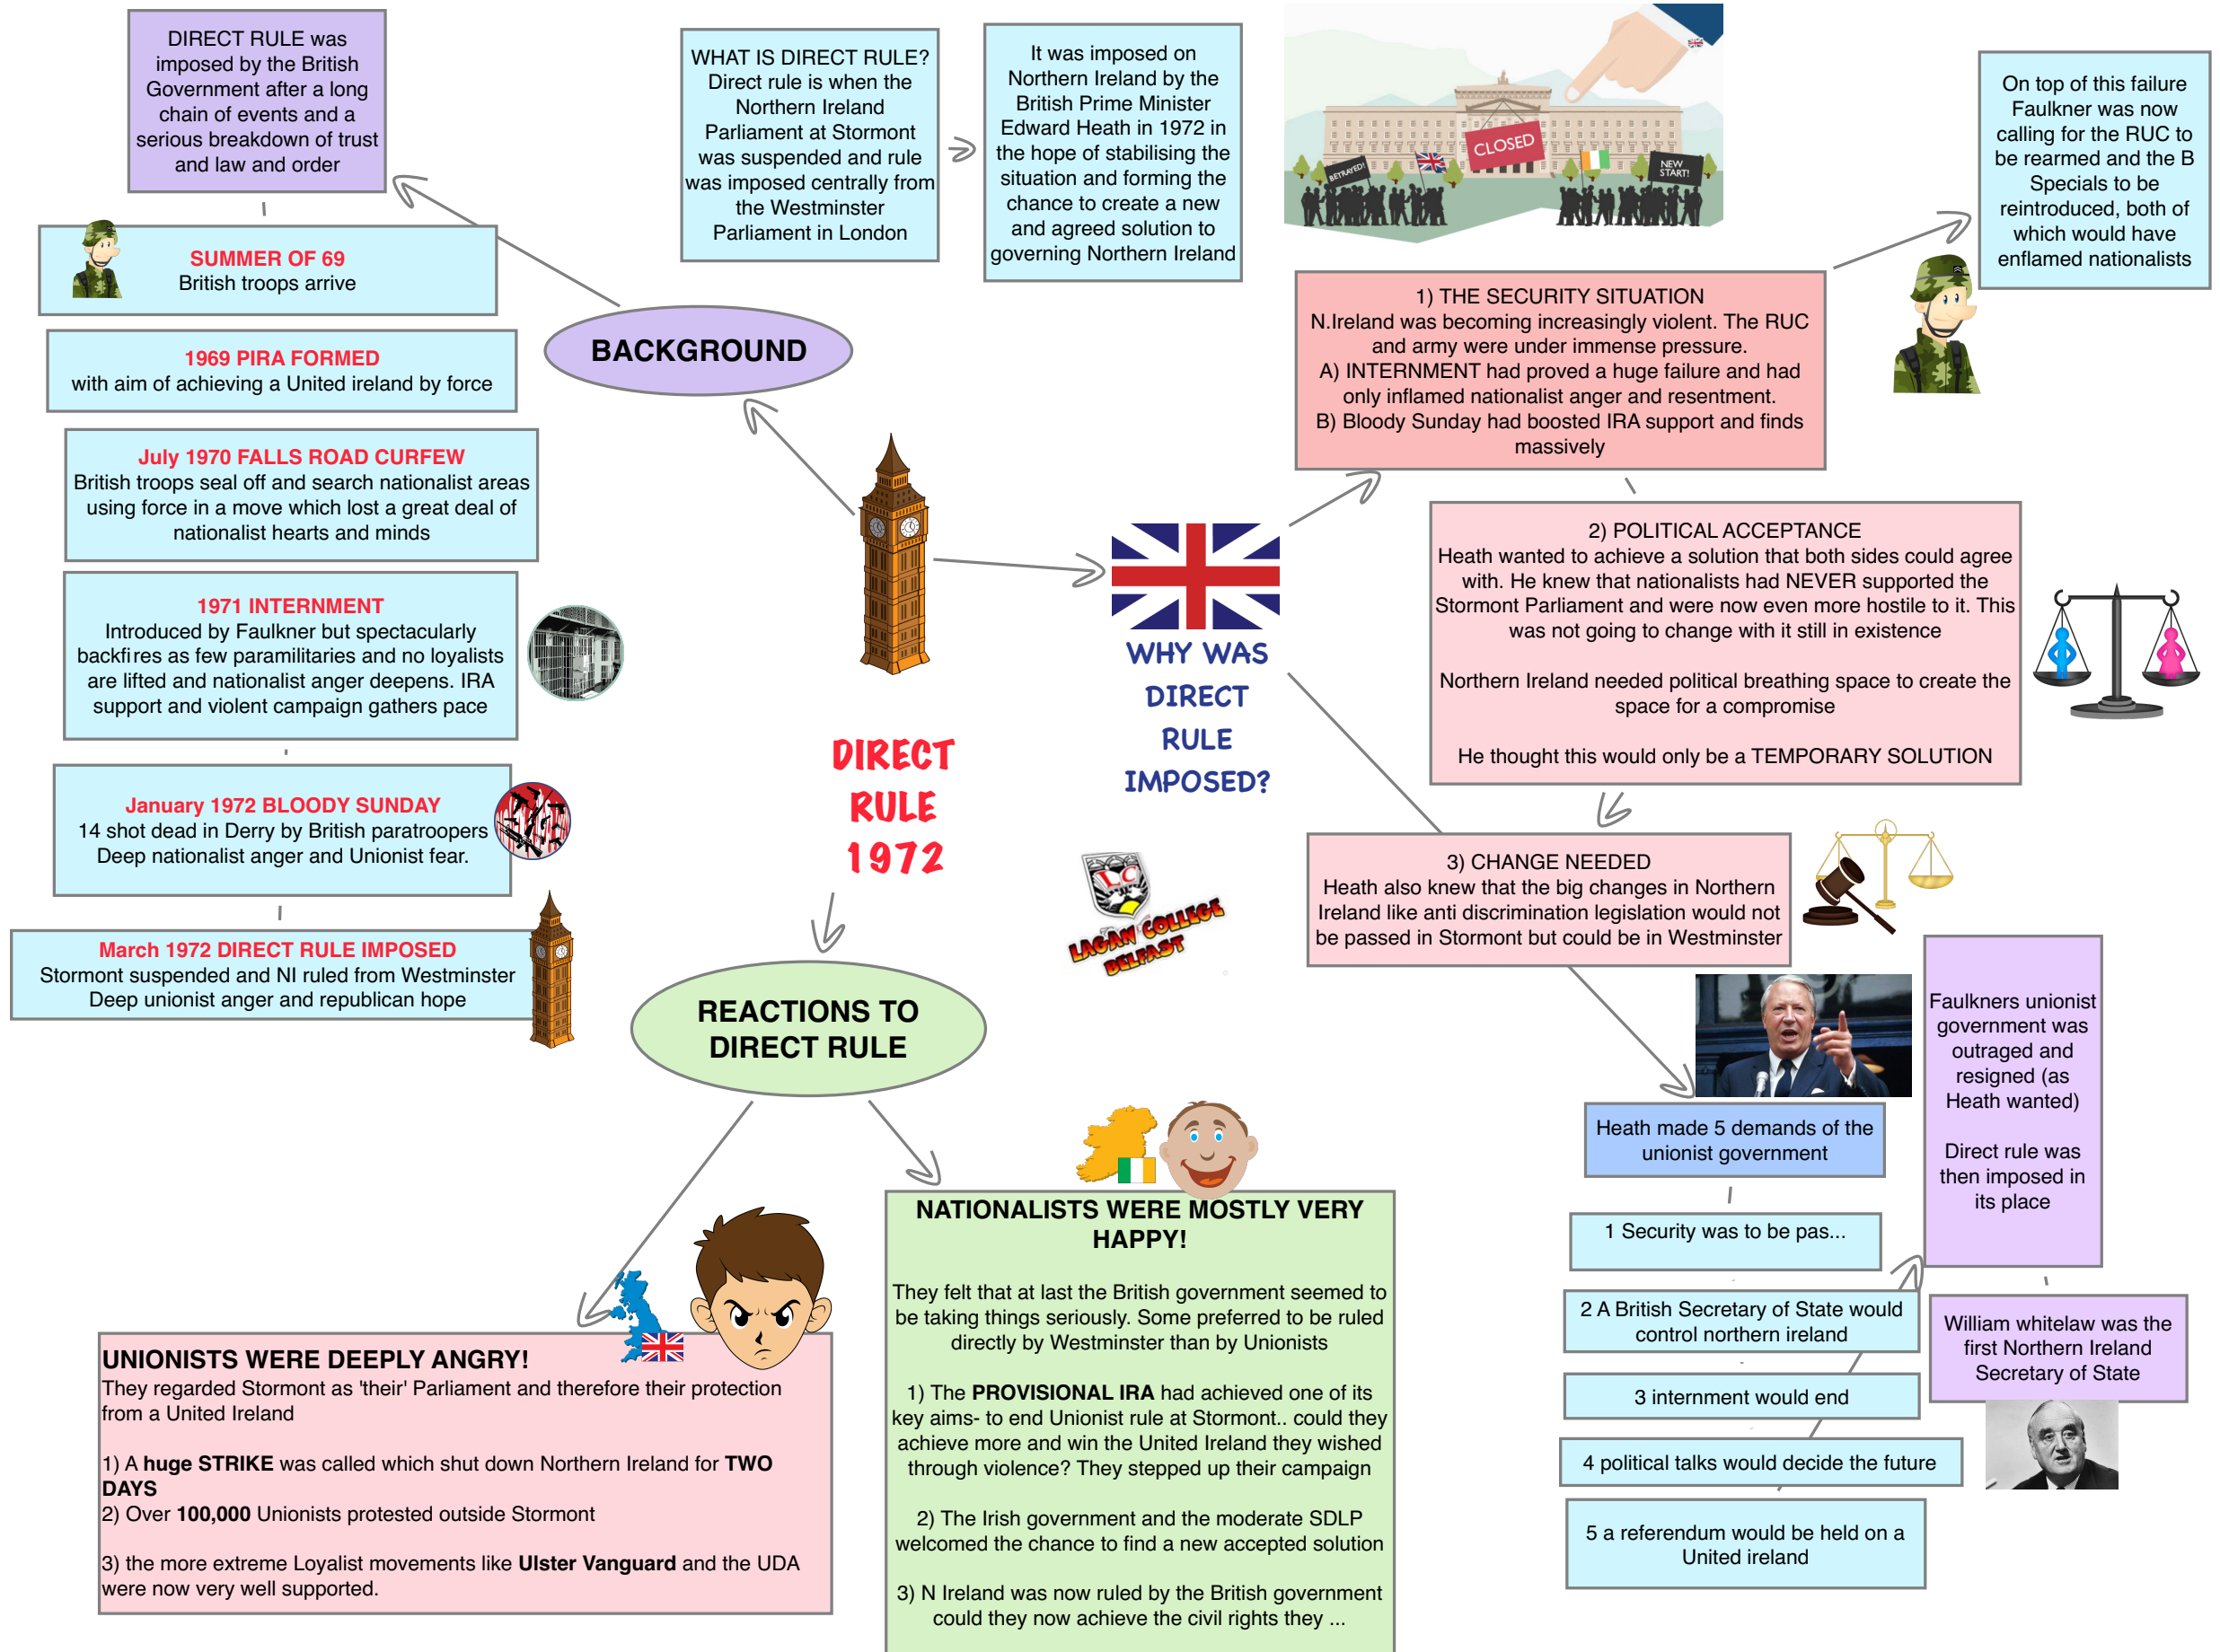 DIRECT RULE was
imposed by the British
Government after a long
chain of events and a
serious breakdown of trust
and law and order
SUMMER OF 69
British troops arrive
1969 PIRA FORMED
with aim of achieving a United ireland by force
July 1970 FALLS ROAD CURFEW
British troops seal off and search nationalist areas
using force in a move which lost a great deal of
nationalist hearts and minds
1971 INTERNMENT
Introduced by Faulkner but spectacularly
backfires as few paramilitaries and no loyalists
are lifted and nationalist anger deepens. IRA
support and violent campaign gathers pace
January 1972 BLOODY SUNDAY
14 shot dead in Derry by British paratroopers
Deep nationalist anger and Unionist fear.
March 1972 DIRECT RULE IMPOSED
Stormont suspended and NI ruled from Westminster
Deep unionist anger and republican hope
BACKGROUND
WHAT IS DIRECT RULE?
Direct rule is when the
Northern Ireland
Parliament at Stormont
was suspended and rule
was imposed centrally from
the Westminster
Parliament in London
It was imposed on
Northern Ireland by the
British Prime Minister
Edward Heath in 1972 in
the hope of stabilising the
situation and forming the
chance to create a new
and agreed solution to
governing Northern Ireland
CLOSED
BETRAYED!
NEW
START!
On top of this failure
Faulkner was now
calling for the RUC to
be rearmed and the B
Specials to be
reintroduced, both of
which would have
enflamed nationalists
1) THE SECURITY SITUATION
N.Ireland was becoming increasingly violent. The RUC
and army were under immense pressure.
A) INTERNMENT had proved a huge failure and had
only inflamed nationalist anger and resentment.
B) Bloody Sunday had boosted IRA support and finds
massively
2) POLITICAL ACCEPTANCE
Heath wanted to achieve a solution that both sides could agree
with. He knew that nationalists had NEVER supported the
Stormont Parliament and were now even more hostile to it. This
was not going to change with it still in existence
Northern Ireland needed political breathing space to create the
space for a compromise
He thought this would only be a TEMPORARY SOLUTION
3) CHANGE NEEDED
Heath also knew that the big changes in Northern
Ireland like anti discrimination legislation would not
be passed in Stormont but could be in Westminster
WHY WAS
DIRECT
RULE
IMPOSED?
DIRECT
RULE
1972
LC
LAGAN COLLEGE
BELFAST
REACTIONS TO
DIRECT RULE
Heath made 5 demands of the
unionist government
1 Security was to be pas...
2 A British Secretary of State would
control northern ireland
3 internment would end
4 political talks would decide the future
5 a referendum would be held on a
United ireland
Faulkners unionist
government was
outraged and
resigned (as
Heath wanted)
Direct rule was
then imposed in
its place
William whitelaw was the
first Northern Ireland
Secretary of State
UNIONISTS WERE DEEPLY ANGRY!
They regarded Stormont as 'their' Parliament and therefore their protection
from a United Ireland
1) A huge STRIKE was called which shut down Northern Ireland for TWO
DAYS
2) Over 100,000 Unionists protested outside Stormont
3) the more extreme Loyalist movements like Ulster Vanguard and the UDA
were now very well supported.
NATIONALISTS WERE MOSTLY VERY
HAPPY!
They felt that at last the British government seemed to
be taking things seriously. Some preferred to be ruled
directly by Westminster than by Unionists
1) The PROVISIONAL IRA had achieved one of its
key aims- to end Unionist rule at Stormont.. could they
achieve more and win the United Ireland they wished
through violence? They stepped up their campaign
2) The Irish government and the moderate SDLP
welcomed the chance to find a new accepted solution
3) N Ireland was now ruled by the British government
could they now achieve the civil rights they ...